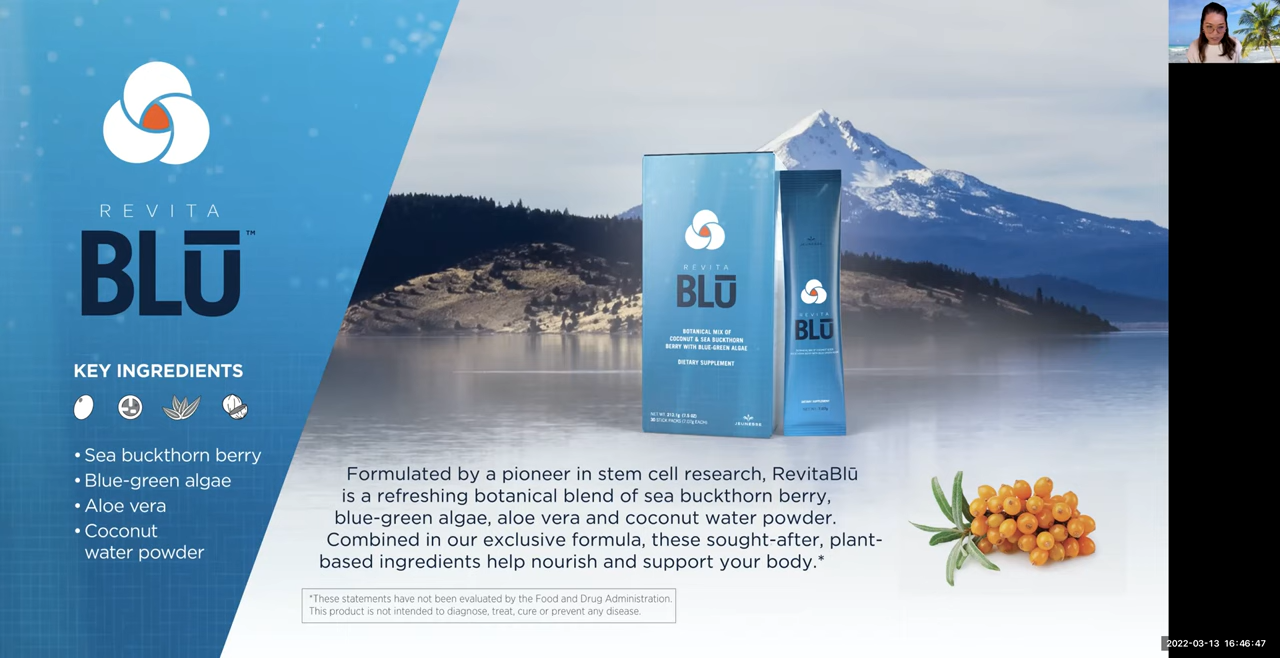 REVITA
BLŪ™
KEY INGREDIENTS
• Sea buckthorn berry
• Blue-green algae
• Aloe vera
• Coconut
water powder
REVITA
BLŪ
BOTANICAL MIX OF
COCONUT & SEA BUCKTHORN
BERRY WITH BLUE-GREEN ALGAE
DIETARY SUPPLEMENT
JEUNESSE
REVITA
BLŪ
DIETARY SUPPLEMENT
Formulated by a pioneer in stem cell research, RevitaBlū
is a refreshing botanical blend of sea buckthorn berry,
blue-green algae, aloe vera and coconut water powder.
Combined in our exclusive formula, these sought-after, plant-
based ingredients help nourish and support your body.*
*These statements have not been evaluated by the Food and Drug Administration.
This product is not intended to diagnose, treat, cure or prevent any disease.
2022-03-13 16:46:47